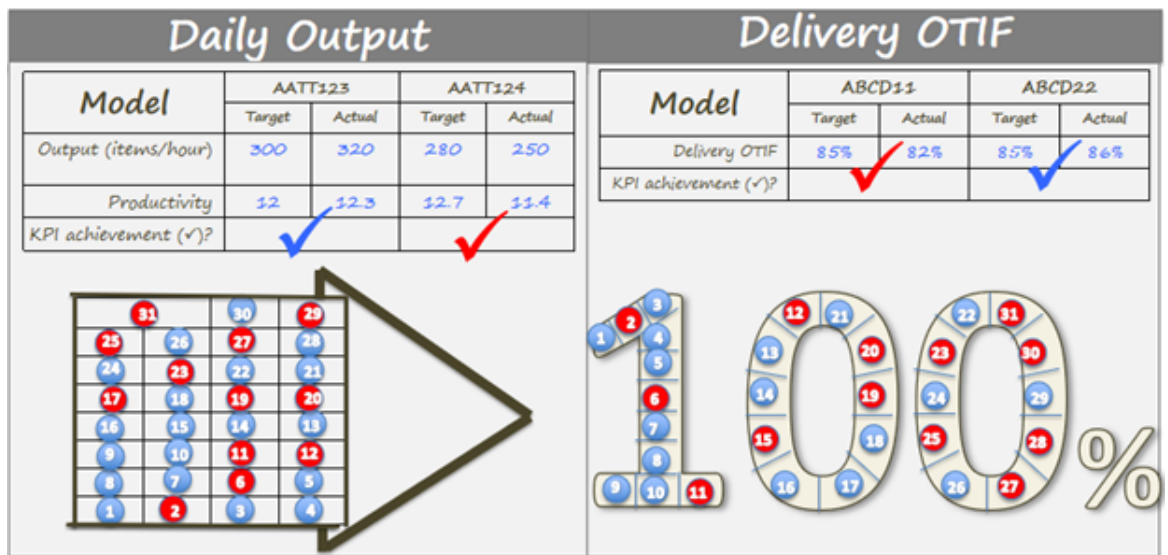 Daily Output
Model AATT123 AATT124
Target Actual Target Actual
Output (items/hour) 300 320 280 250
Productivity 12 12.3 12.7 11.4
KPI achievement (✓)? ✓ ✓
31 30 29
25 26 27 28
24 23 22 21
17 18 19 20
16 15 14 13
9 10 11 12
8 7 6 5
1 2 3 4
Delivery OTIF
Model ABCD11 ABCD22
Target Actual Target Actual
Delivery OTIF 85% 82% 85% 86%
KPI achievement (✓)? ✓ ✓
100%
1 2 3
4
5
6
7
8
9 10 11
12 21
13 20
14 19
15 18
16 17
22 31
23 30
24 29
25 28
26 27